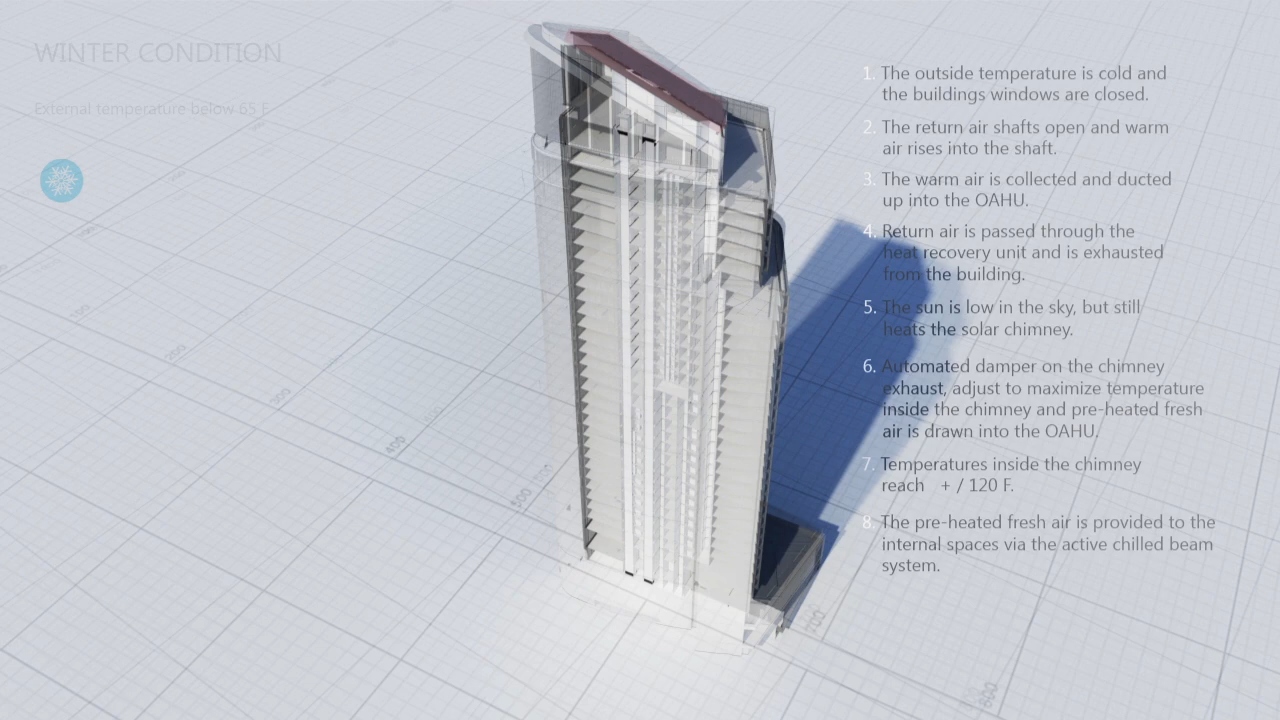 WINTER CONDITION
External temperature below 65 F
1. The outside temperature is cold and
the buildings windows are closed.
2. The return air shafts open and warm
air rises into the shaft.
3. The warm air is collected and ducted
up into the OAHU.
4. Return air is passed through the
heat recovery unit and is exhausted
from the building.
5. The sun is low in the sky, but still
heats the solar chimney.
6. Automated damper on the chimney
exhaust, adjust to maximize temperature
inside the chimney and pre-heated fresh
air is drawn into the OAHU.
7. Temperatures inside the chimney
reach + / 120 F.
8. The pre-heated fresh air is provided to the
internal spaces via the active chilled beam
system.
200
300
400
500
700
800